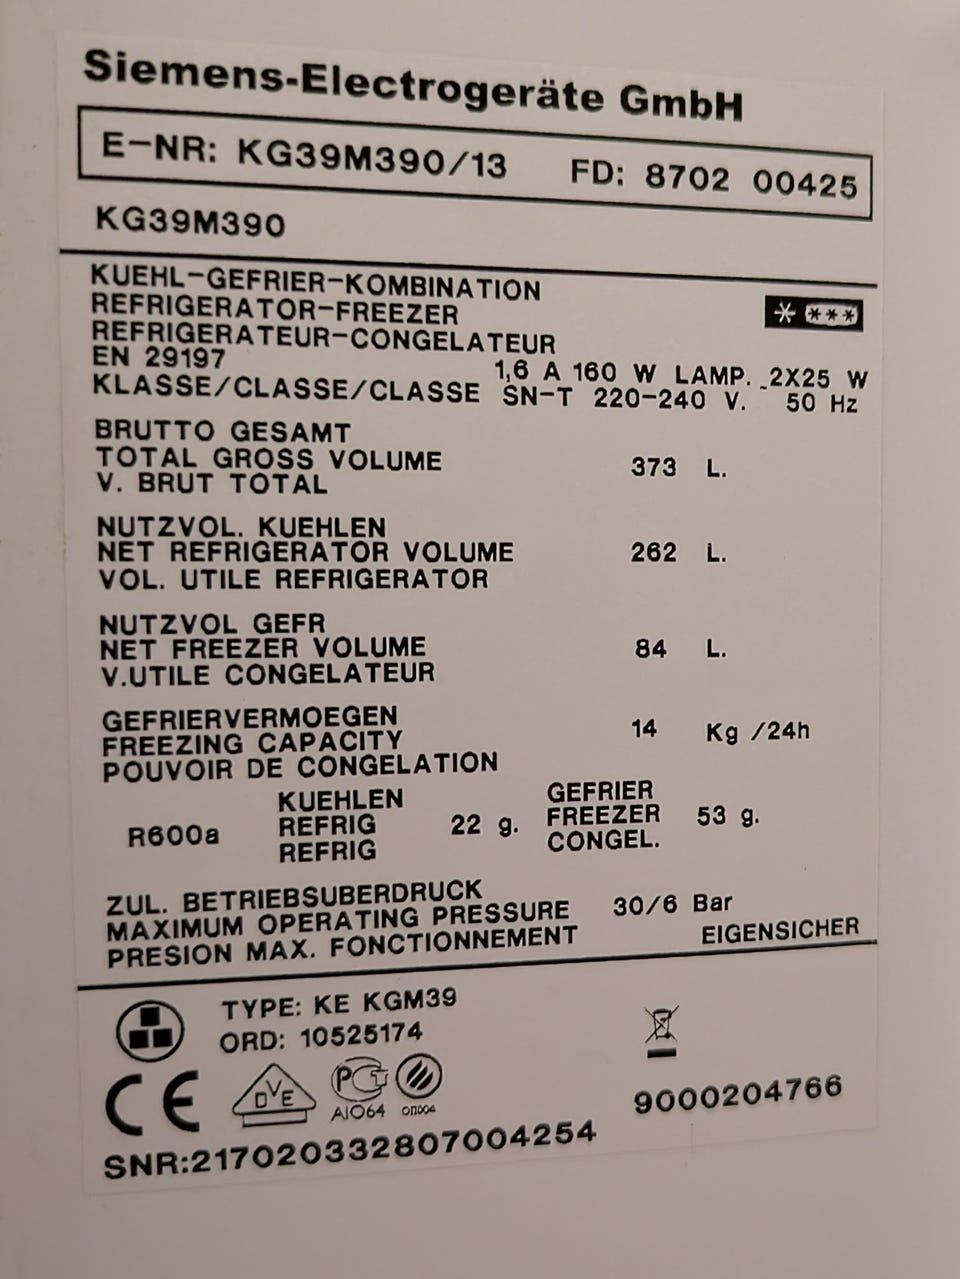 Siemens-Electrogeräte GmbH
E-NR: KG39M390/13 FD: 8702 00425
KG39M390
KUEHL-GEFRIER-KOMBINATION
REFRIGERATOR-FREEZER
REFRIGERATEUR-CONGELATEUR
EN 29197 1,6 A 160 W LAMP. 2X25 W
KLASSE/CLASSE/CLASSE SN-T 220-240 V. 50 Hz
BRUTTO GESAMT
TOTAL GROSS VOLUME 373 L.
V. BRUT TOTAL
NUTZVOL. KUEHLEN
NET REFRIGERATOR VOLUME 262 L.
VOL. UTILE REFRIGERATOR
NUTZVOL GEFR
NET FREEZER VOLUME 84 L.
V.UTILE CONGELATEUR
GEFRIERVERMOEGEN
FREEZING CAPACITY 14 Kg /24h
POUVOIR DE CONGELATION
KUEHLEN GEFRIER
R600a REFRIG 22 g. FREEZER 53 g.
REFRIG CONGEL.
ZUL. BETRIEBSUBERDRUCK
MAXIMUM OPERATING PRESSURE 30/6 Bar
PRESION MAX. FONCTIONNEMENT EIGENSICHER
TYPE: KE KGM39
ORD: 10525174
CE DVE РСТ
АЮ64 ОП004
9000204766
SNR:217020332807004254